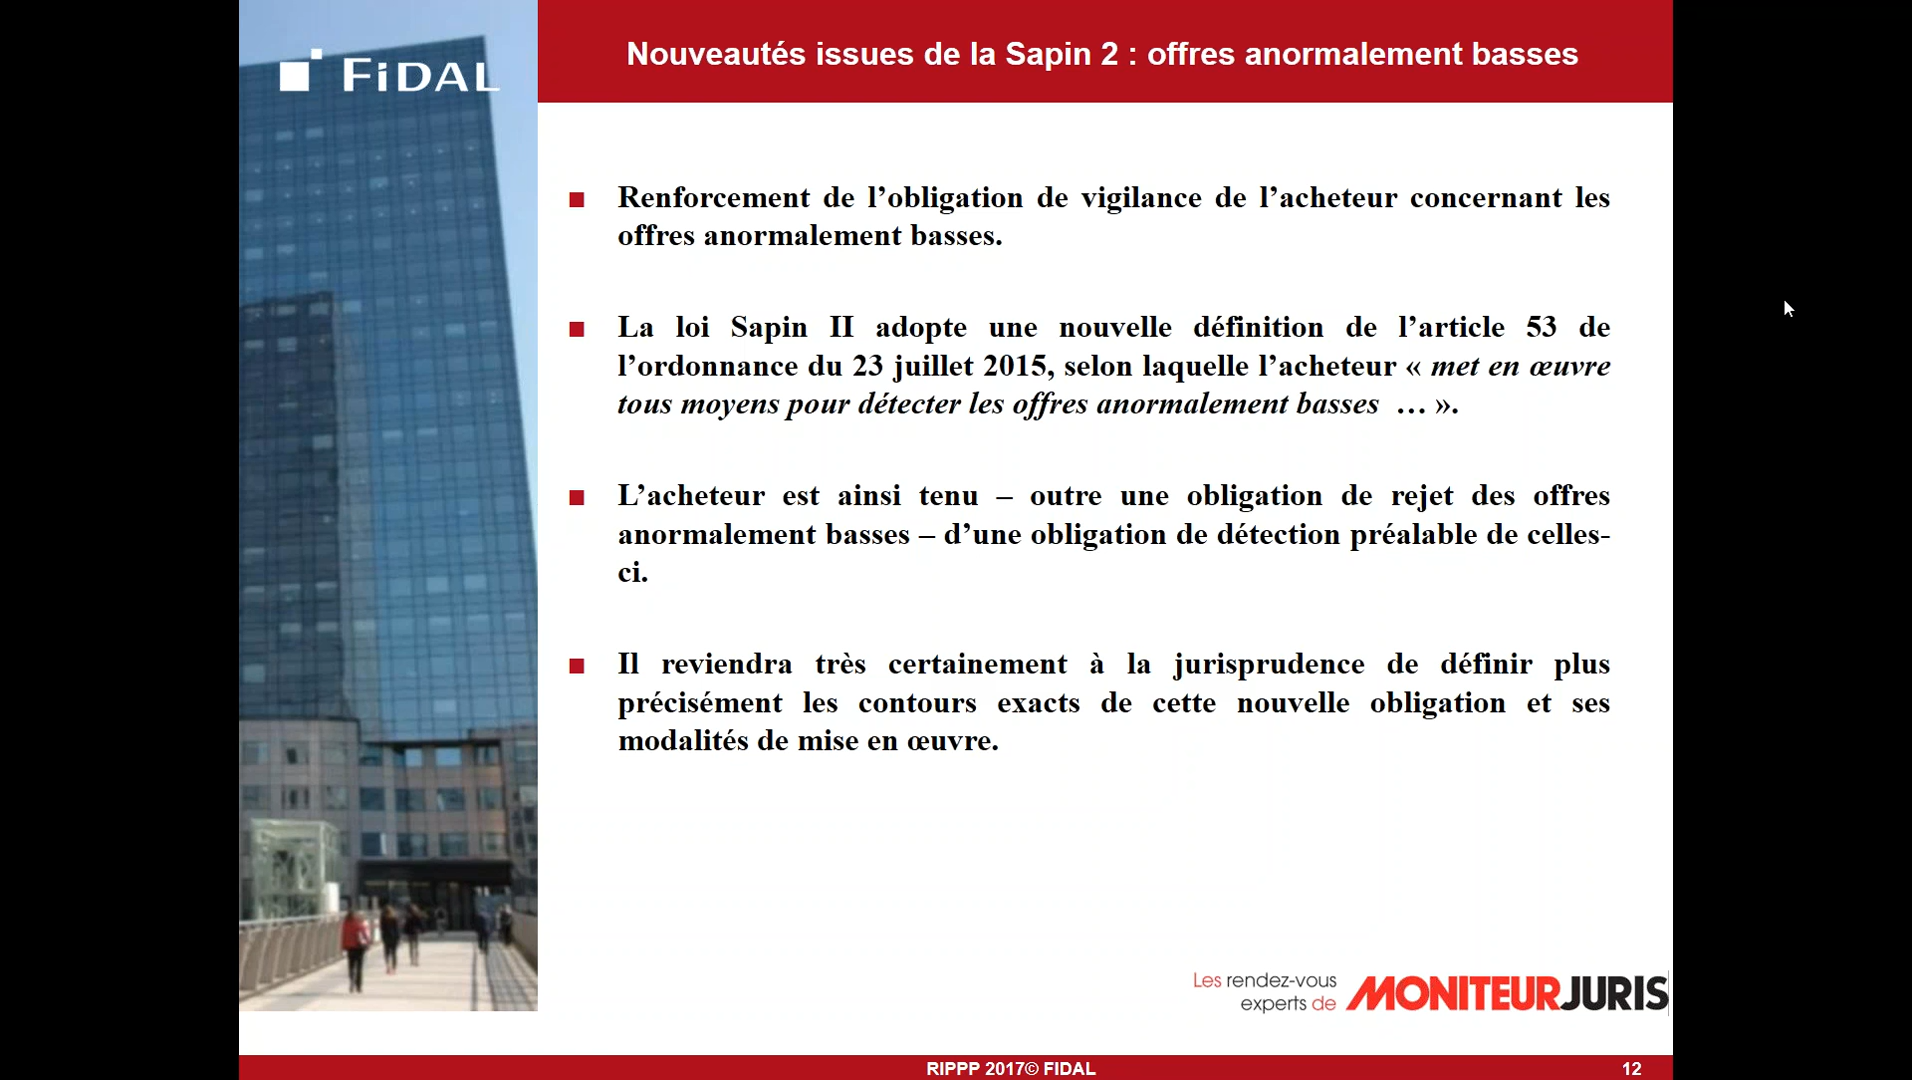 FiDAL
Nouveautés issues de la Sapin 2 : offres anormalement basses
■ Renforcement de l’obligation de vigilance de l’acheteur concernant les
offres anormalement basses.
■ La loi Sapin II adopte une nouvelle définition de l’article 53 de
l’ordonnance du 23 juillet 2015, selon laquelle l’acheteur « met en œuvre
tous moyens pour détecter les offres anormalement basses … ».
■ L’acheteur est ainsi tenu – outre une obligation de rejet des offres
anormalement basses – d’une obligation de détection préalable de celles-
ci.
■ Il reviendra très certainement à la jurisprudence de définir plus
précisément les contours exacts de cette nouvelle obligation et ses
modalités de mise en œuvre.
Les rendez-vous
experts de MONITEURJURIS
RIPPP 2017© FIDAL
12